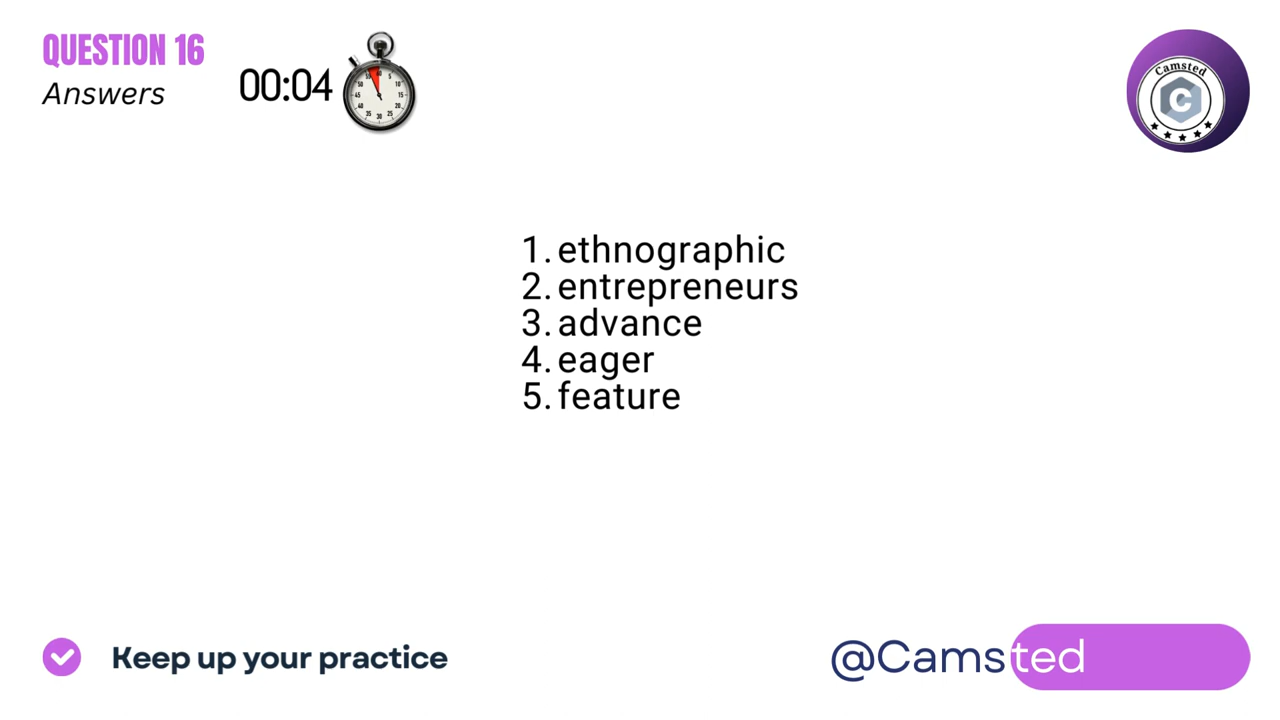 QUESTION 16
Answers
00:04
Camsted
C
1. ethnographic
2. entrepreneurs
3. advance
4. eager
5. feature
Keep up your practice
@Camsted